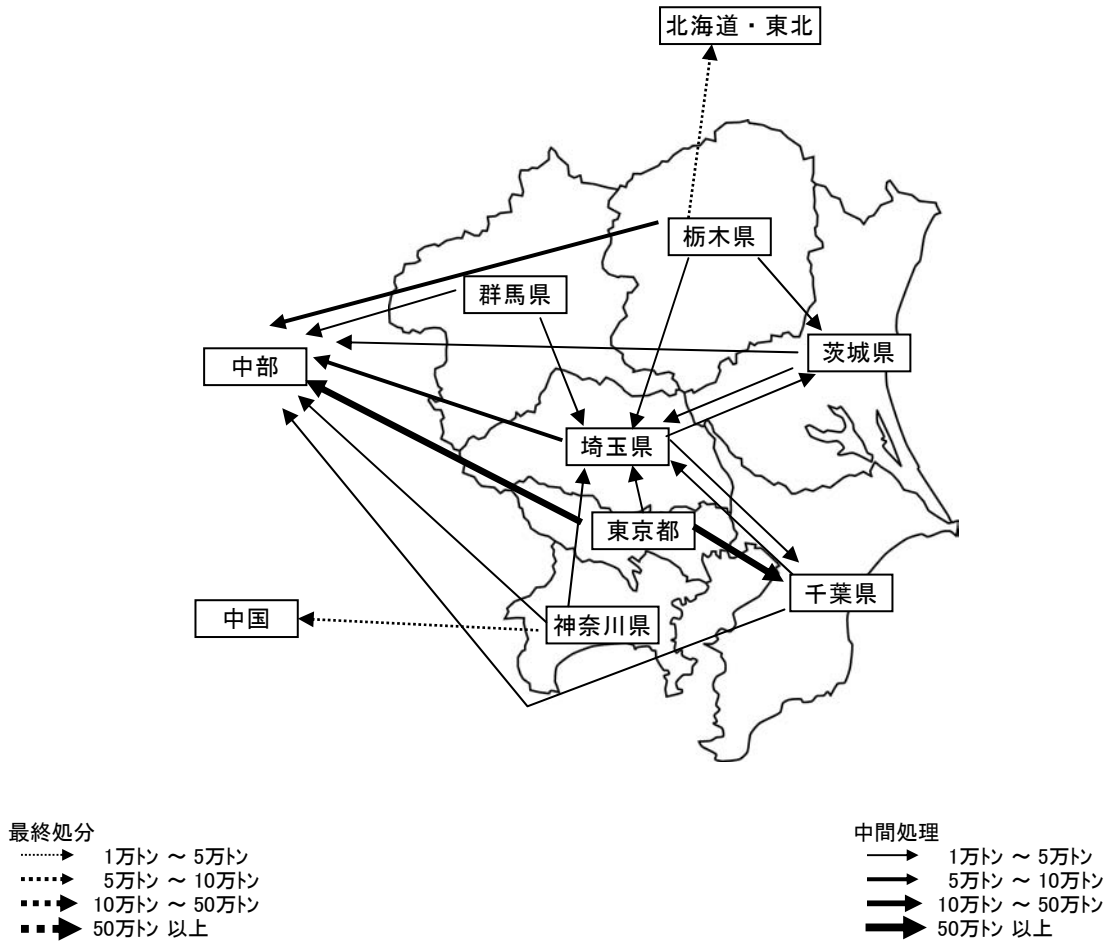 北海道・東北
栃木県
群馬県
茨城県
中部
埼玉県
東京都
千葉県
中国
神奈川県
最終処分
1万トン ～ 5万トン
5万トン ～ 10万トン
10万トン ～ 50万トン
50万トン 以上
中間処理
1万トン ～ 5万トン
5万トン ～ 10万トン
10万トン ～ 50万トン
50万トン 以上